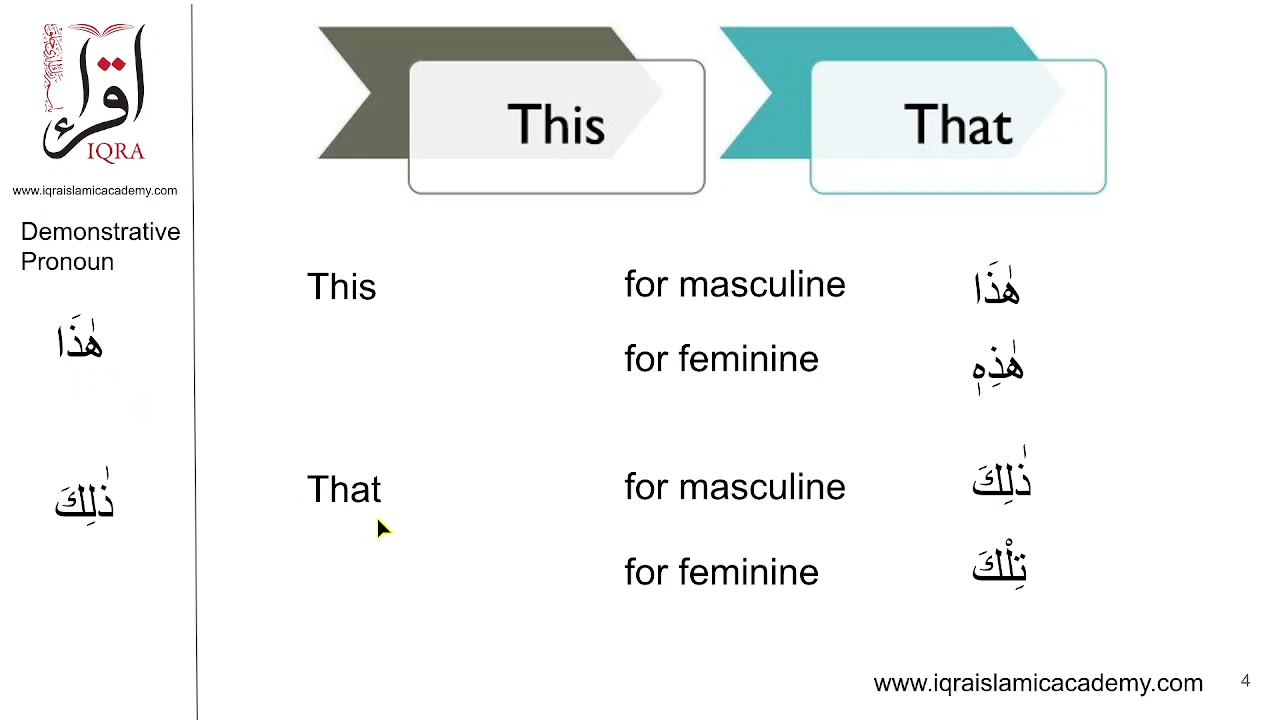 اقرأ
IQRA
www.iqraislamicacademy.com
Demonstrative
Pronoun
هٰذَا
ذٰلِكَ
This
That
This for masculine هٰذَا
for feminine هٰذِهٖ
That for masculine ذٰلِكَ
for feminine تِلْكَ
www.iqraislamicacademy.com 4